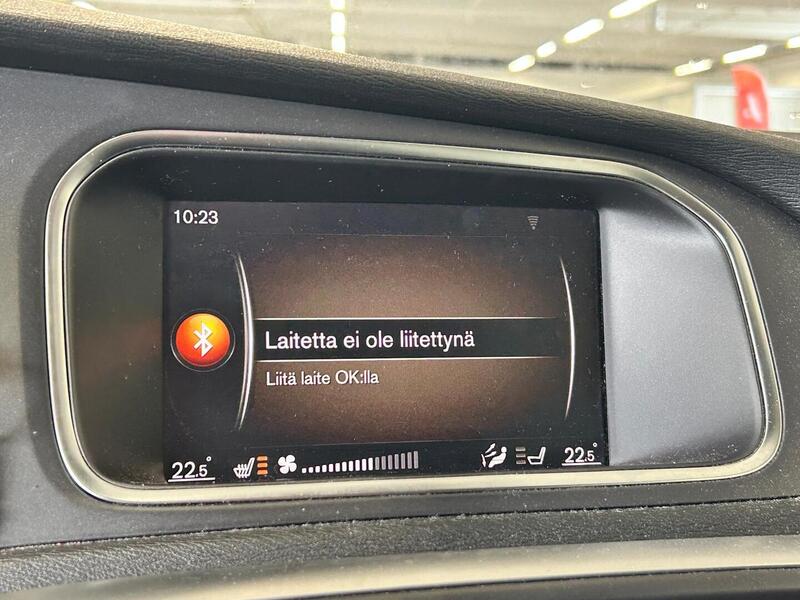 10:23
Laitetta ei ole liitettynä
Liitä laite OK:lla
22.5° 22.5°